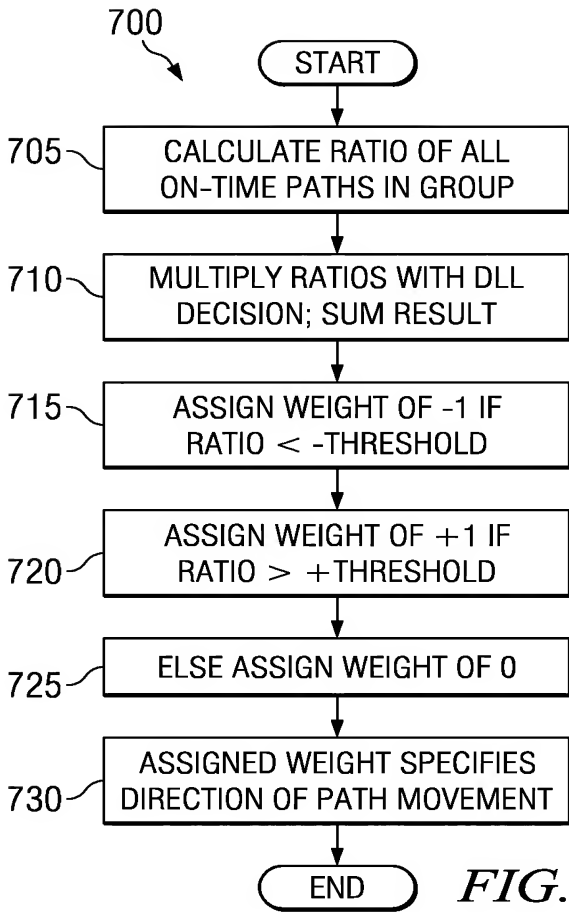 700
START
705
CALCULATE RATIO OF ALL
ON-TIME PATHS IN GROUP
710
MULTIPLY RATIOS WITH DLL
DECISION; SUM RESULT
715
ASSIGN WEIGHT OF -1 IF
RATIO < -THRESHOLD
720
ASSIGN WEIGHT OF +1 IF
RATIO > +THRESHOLD
725
ELSE ASSIGN WEIGHT OF 0
730
ASSIGNED WEIGHT SPECIFIES
DIRECTION OF PATH MOVEMENT
END
FIG.